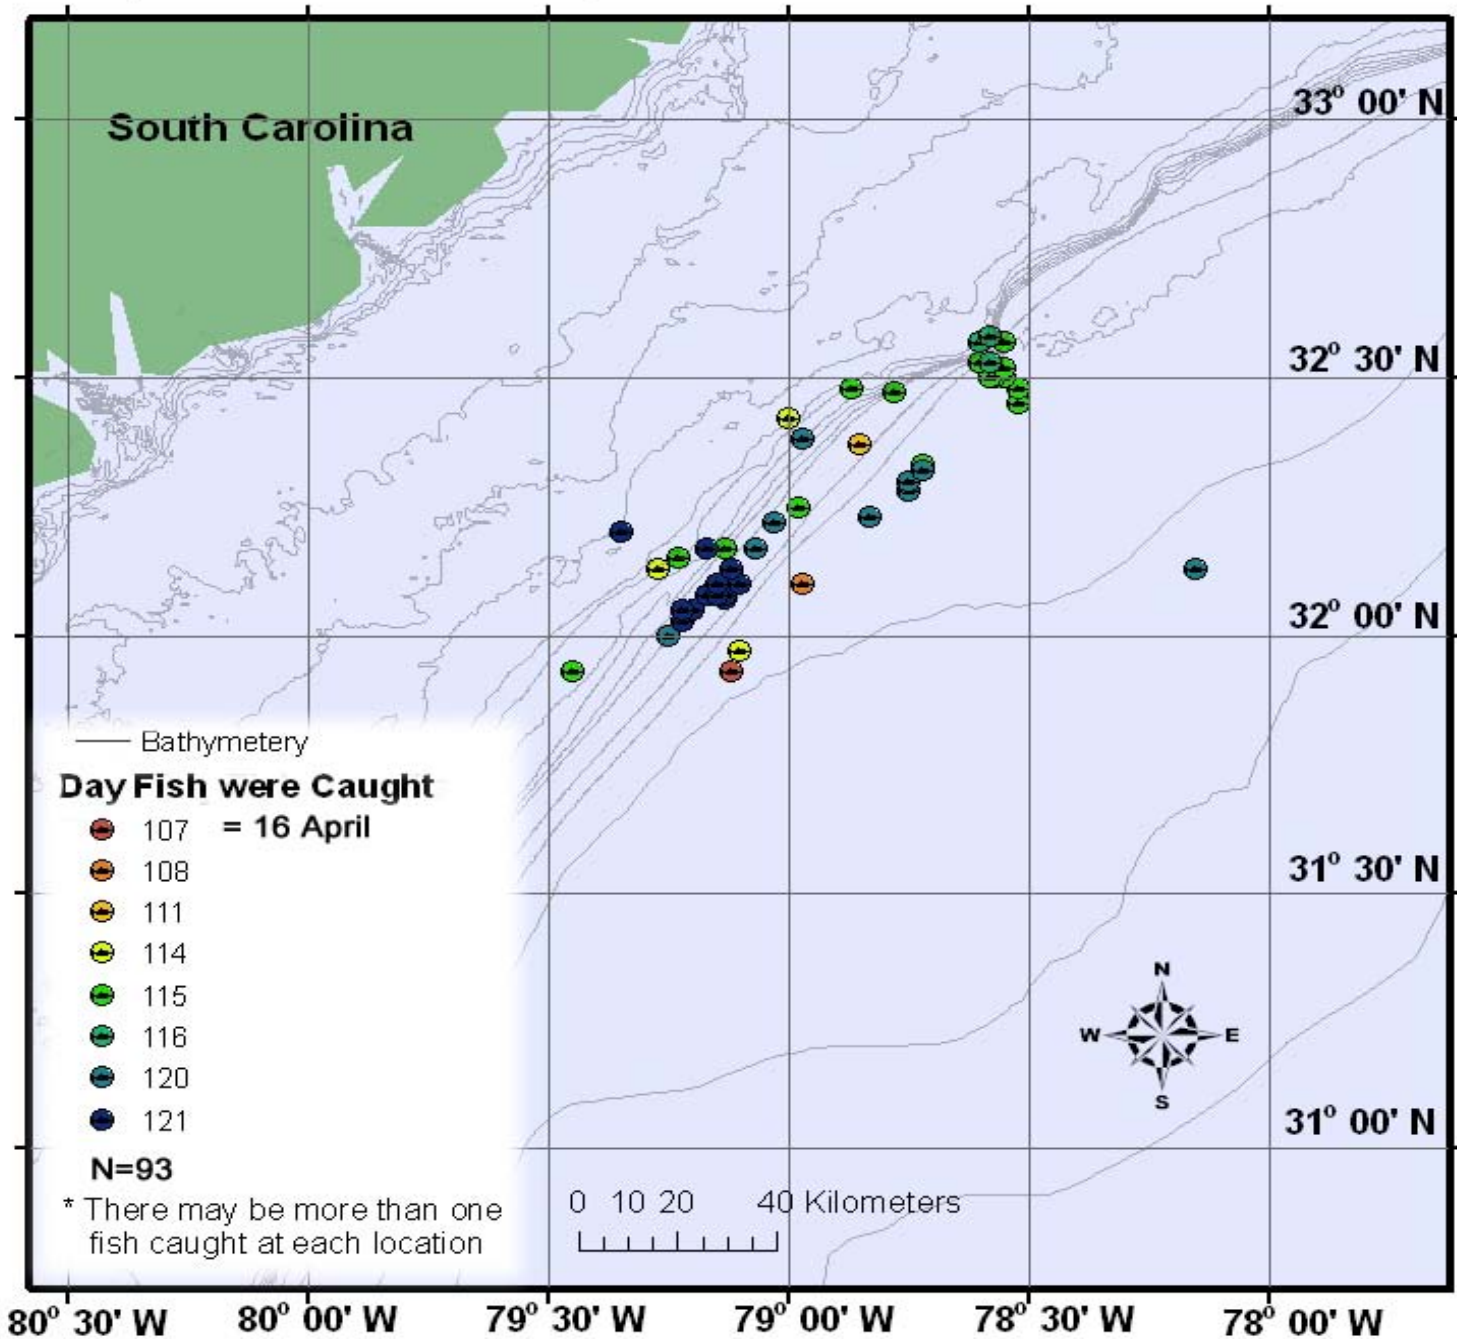 South Carolina
33° 00' N
32° 30' N
32° 00' N
31° 30' N
31° 00' N
Bathymetery
Day Fish were Caught
107 = 16 April
108
111
114
115
116
120
121
N=93
* There may be more than one
fish caught at each location
N
W E
S
0 10 20 40 Kilometers
80° 30' W 80° 00' W 79° 30' W 79° 00' W 78° 30' W 78° 00' W